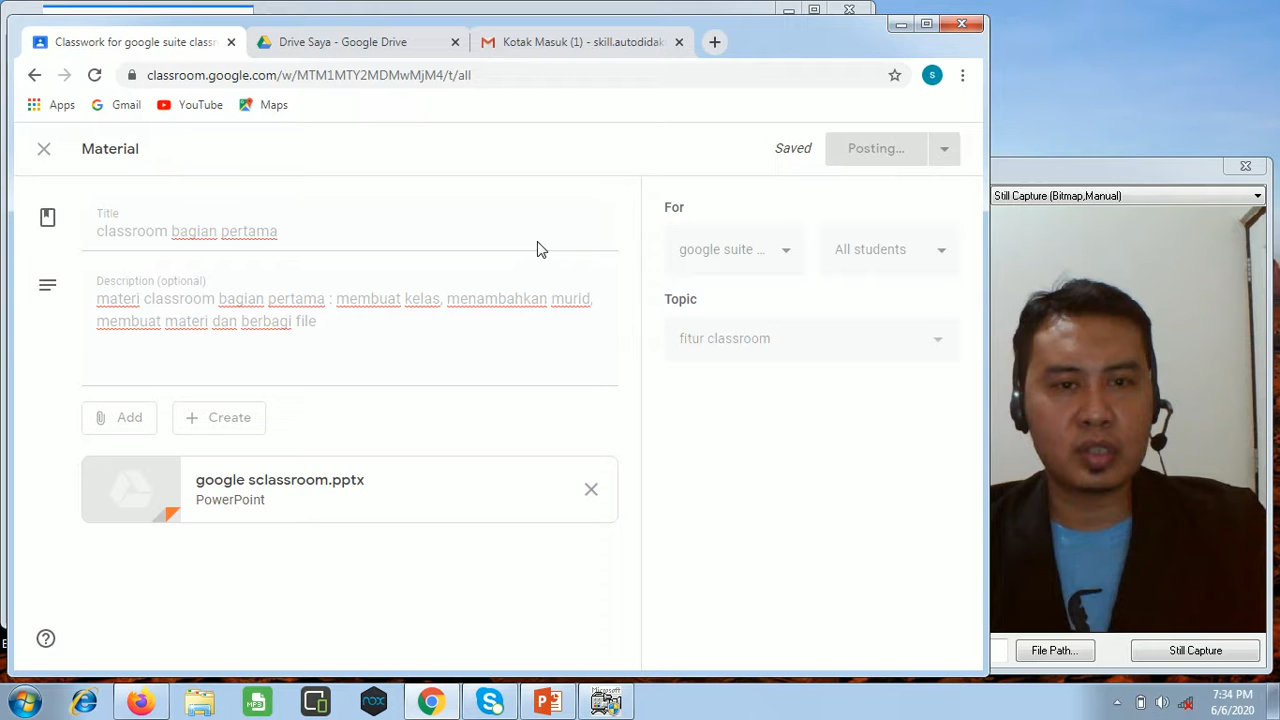 Classwork for google suite class
Drive Saya - Google Drive
Kotak Masuk (1) - skill.autodidak
classroom.google.com/w/MTM1MTY2MDMwMjM4/t/all
S
Apps
Gmail
YouTube
Maps
Material
Saved
Posting...
Title
classroom bagian pertama
Description (optional)
materi classroom bagian pertama : membuat kelas, menambahkan murid,
membuat materi dan berbagi file
Add
Create
google sclassroom.pptx
PowerPoint
For
google suite ...
All students
Topic
fitur classroom
Still Capture (Bitmap,Manual)
File Path...
Still Capture
MP3
nox
Microsoft
7:34 PM
6/6/2020